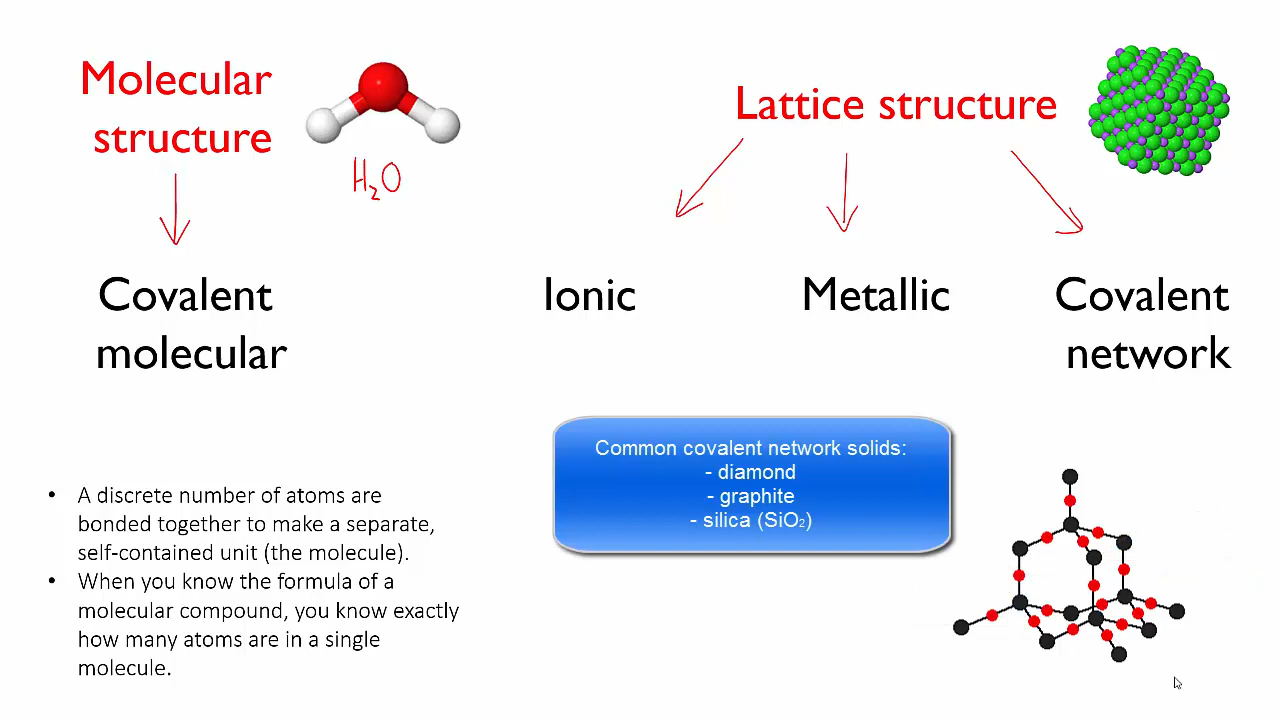 Molecular
structure
H₂O
Lattice structure
Covalent
molecular
Ionic
Metallic
Covalent
network
Common covalent network solids:
- diamond
- graphite
- silica (SiO₂)
• A discrete number of atoms are
bonded together to make a separate,
self-contained unit (the molecule).
• When you know the formula of a
molecular compound, you know exactly
how many atoms are in a single
molecule.